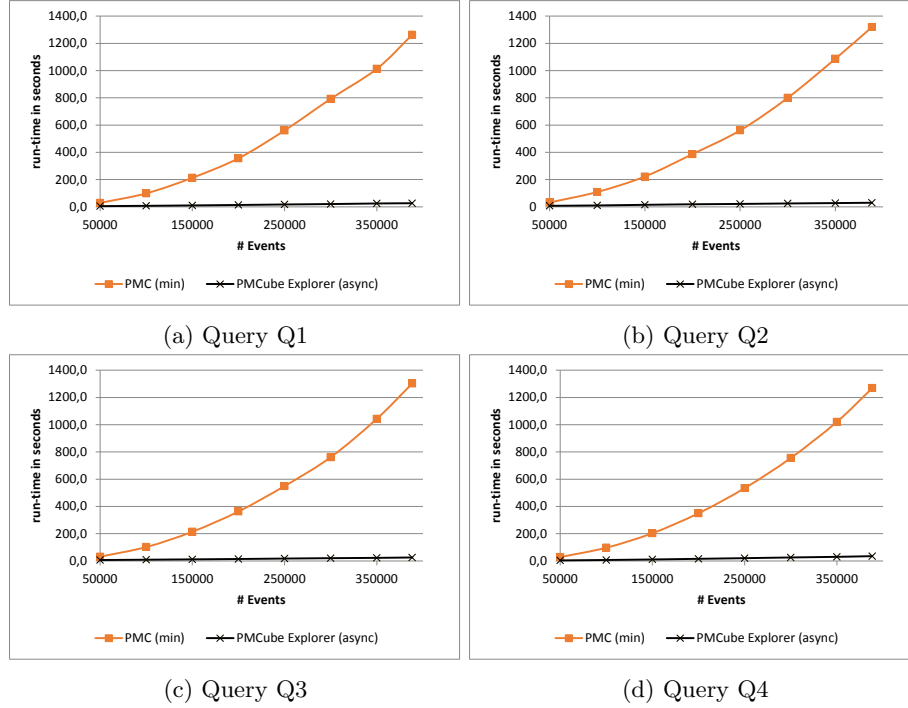 1400,0
1200,0
1000,0
800,0
600,0
400,0
200,0
0,0
run-time in seconds
50000 150000 250000 350000
# Events
PMC (min) PMCube Explorer (async)
(a) Query Q1
1400
1200
1000
800
600
400
200
0
run-time in seconds
50000 150000 250000 350000
# Events
PMC (min) PMCube Explorer (async)
(b) Query Q2
1400,0
1200,0
1000,0
800,0
600,0
400,0
200,0
0,0
run-time in seconds
50000 150000 250000 350000
# Events
PMC (min) PMCube Explorer (async)
(c) Query Q3
1400,0
1200,0
1000,0
800,0
600,0
400,0
200,0
0,0
run-time in seconds
50000 150000 250000 350000
# Events
PMC (min) PMCube Explorer (async)
(d) Query Q4